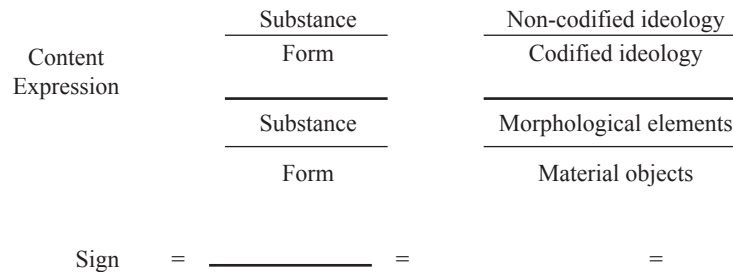 Substance Non-codified ideology
Content Form Codified ideology
Expression
Substance Morphological elements
Form Material objects
Sign = = =